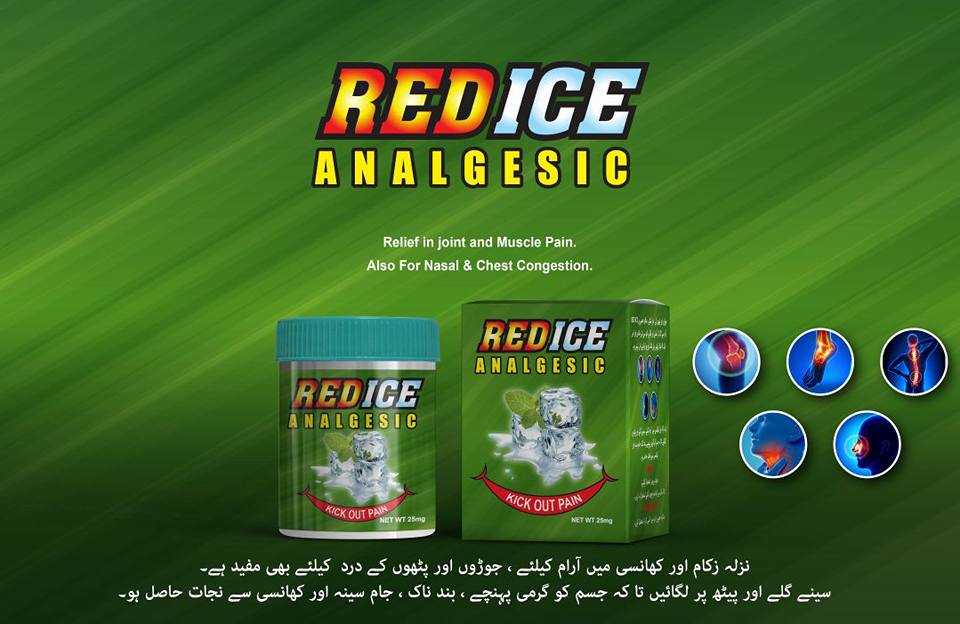 REDICE
ANALGESIC
Relief in joint and Muscle Pain.
Also For Nasal & Chest Congestion.
REDICE
ANALGESIC
KICK OUT PAIN
NET WT 25mg
REDICE
ANALGESIC
KICK OUT PAIN
NET WT 25mg
نزلہ زکام اور کھانسی میں آرام کیلئے ، جوڑوں اور پٹھوں کے درد کیلئے بھی مفید ہے۔
سینے گلے اور پیٹھ پر لگائیں تا کہ جسم کو گرمی پہنچے ، بند ناک ، جام سینہ اور کھانسی سے نجات حاصل ہو۔